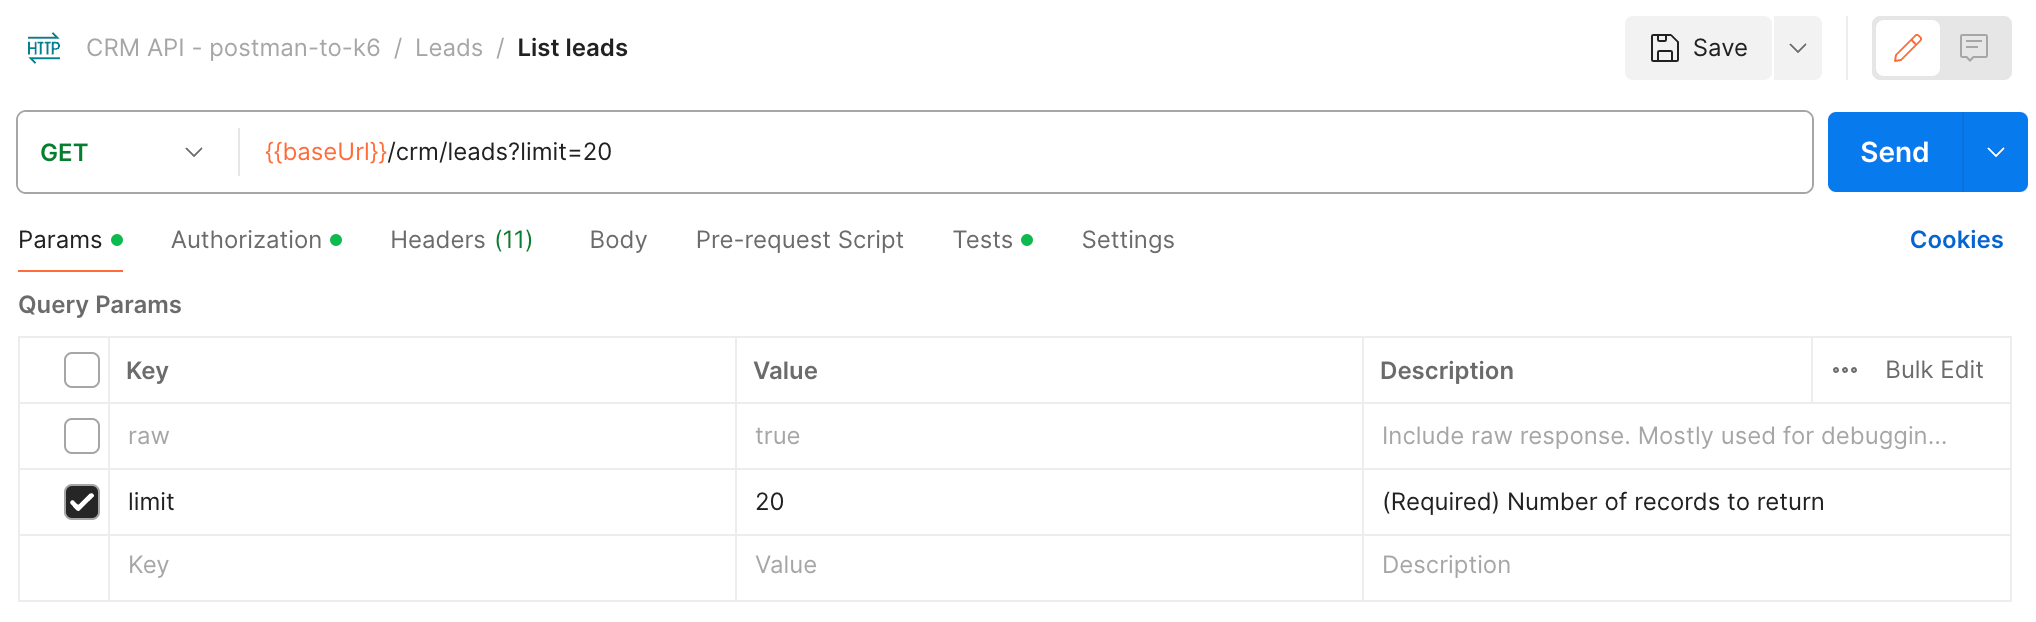 HTTP CRM API - postman-to-k6 / Leads / List leads Save
GET {{baseUrl}}/crm/leads?limit=20 Send
Params Authorization Headers (11) Body Pre-request Script Tests Settings Cookies
Query Params
Key Value Description ••• Bulk Edit
raw true Include raw response. Mostly used for debuggin...
limit 20 (Required) Number of records to return
Key Value Description